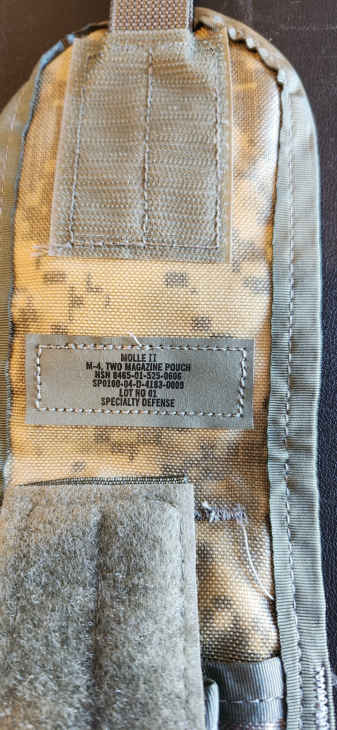 MOLLE II
M-4, TWO MAGAZINE POUCH
NSN 8465-01-525-0606
SPO100-04-D-4183-0009
LOT NO 01
SPECIALTY DEFENSE